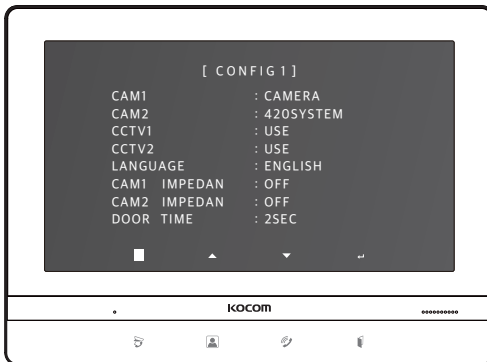 [ CONFIG1 ]
CAM1 : CAMERA
CAM2 : 420SYSTEM
CCTV1 : USE
CCTV2 : USE
LANGUAGE : ENGLISH
CAM1 IMPEDAN : OFF
CAM2 IMPEDAN : OFF
DOOR TIME : 2SEC
KOCOM